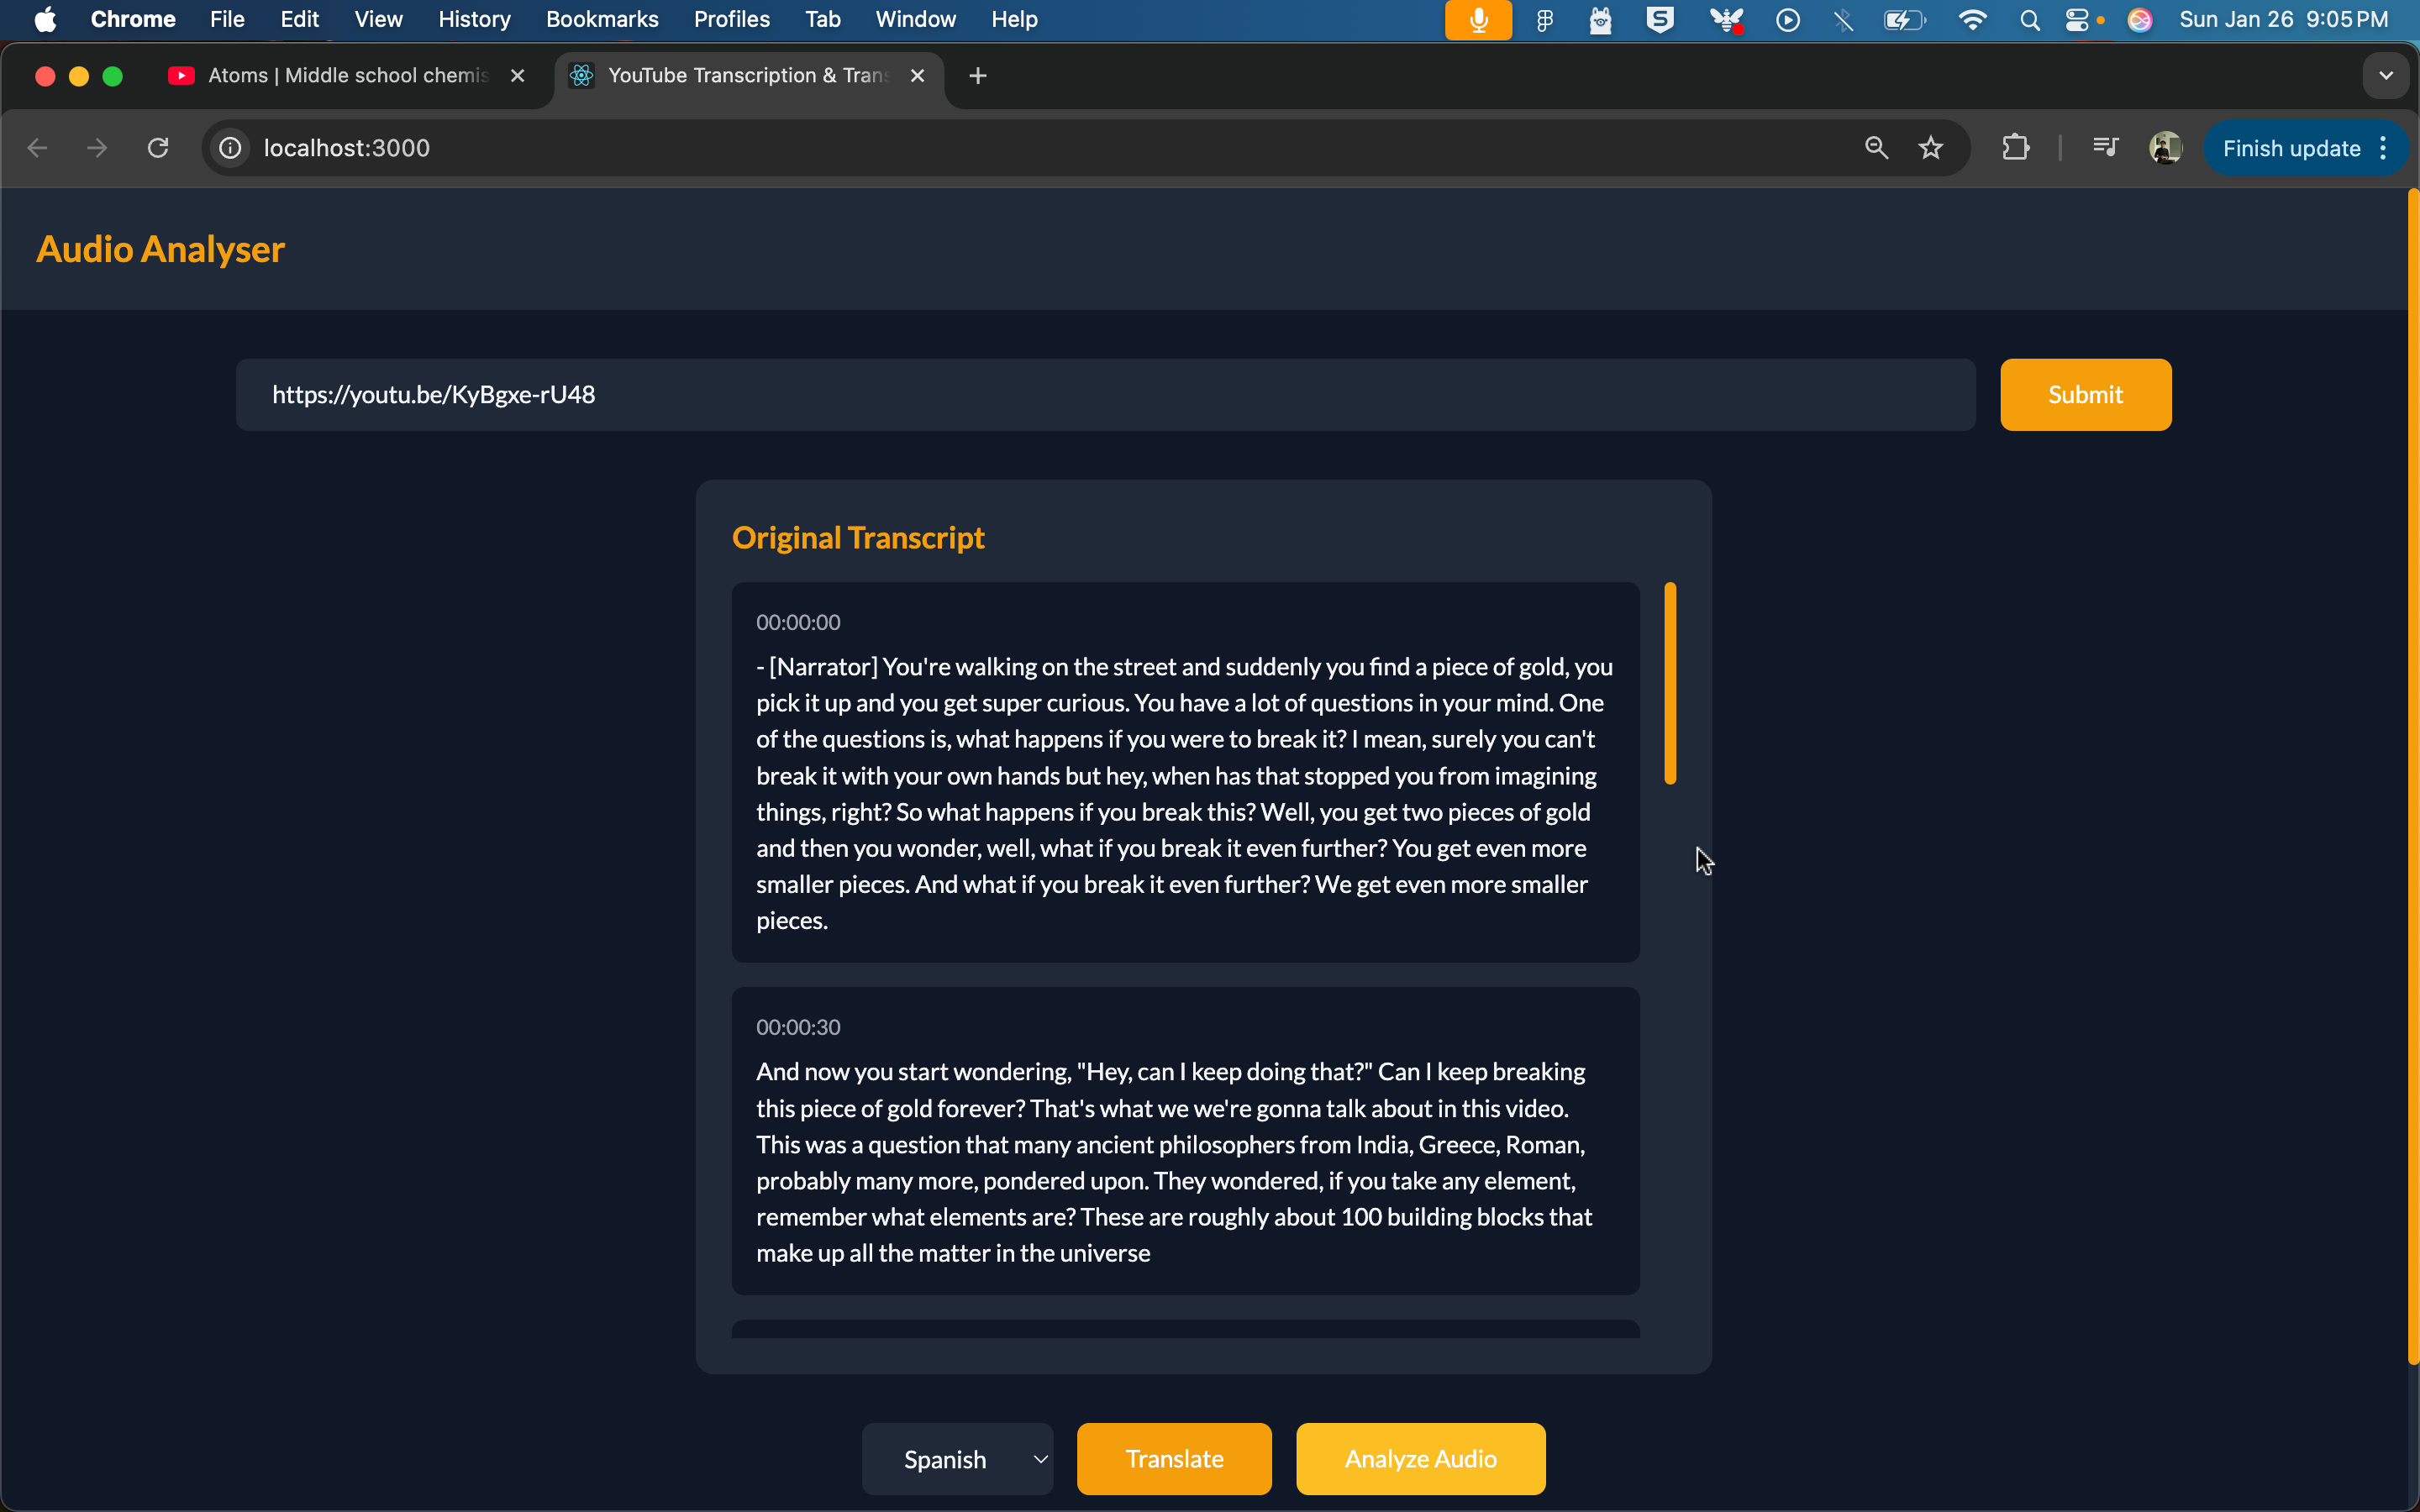 Chrome File Edit View History Bookmarks Profiles Tab Window Help Sun Jan 26 9:05 PM
Atoms | Middle school chemis YouTube Transcription & Trans
localhost:3000 Finish update
Audio Analyser
https://youtu.be/KyBgxe-rU48 Submit
Original Transcript
00:00:00
- [Narrator] You're walking on the street and suddenly you find a piece of gold, you
pick it up and you get super curious. You have a lot of questions in your mind. One
of the questions is, what happens if you were to break it? I mean, surely you can't
break it with your own hands but hey, when has that stopped you from imagining
things, right? So what happens if you break this? Well, you get two pieces of gold
and then you wonder, well, what if you break it even further? You get even more
smaller pieces. And what if you break it even further? We get even more smaller
pieces.
00:00:30
And now you start wondering, "Hey, can I keep doing that?" Can I keep breaking
this piece of gold forever? That's what we we're gonna talk about in this video.
This was a question that many ancient philosophers from India, Greece, Roman,
probably many more, pondered upon. They wondered, if you take any element,
remember what elements are? These are roughly about 100 building blocks that
make up all the matter in the universe
Spanish Translate Analyze Audio